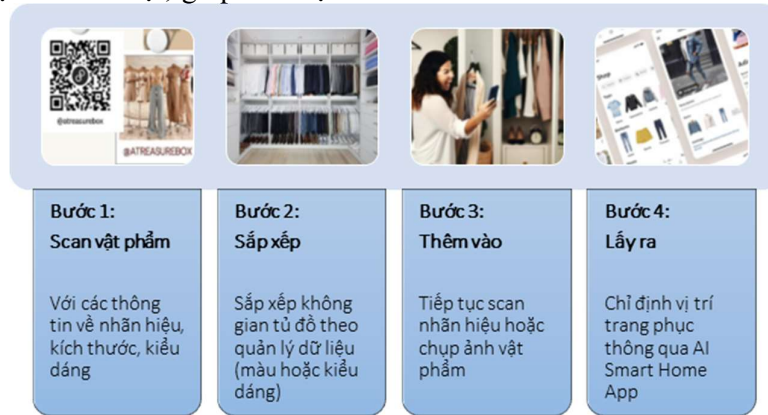 @atreasurebox
@ATREASUREBOX
Bước 1:
Scan vật phẩm
Với các thông
tin về nhãn hiệu,
kích thước, kiểu
dáng
Bước 2:
Sắp xếp
Sắp xếp không
gian tủ đồ theo
quản lý dữ liệu
(màu hoặc kiểu
dáng)
Bước 3:
Thêm vào
Tiếp tục scan
nhãn hiệu hoặc
chụp ảnh vật
phẩm
Bước 4:
Lấy ra
Chỉ định vị trí
trang phục
thông qua AI
Smart Home
App